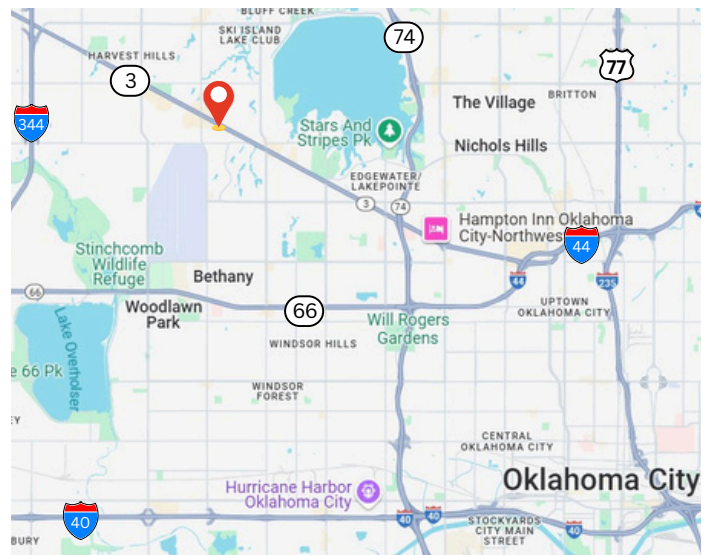 BLUFF CREEK
SKI ISLAND
LAKE CLUB
74
HARVEST HILLS
3
77
BRITTON
The Village
344
Stars And
Stripes Pk
Nichols Hills
EDGEWATER/
LAKEPOINTE
3
74
Hampton Inn Oklahoma
City-Northwes
44
Stinchcomb
Wildlife
Refuge
Bethany
44
235
66
Woodlawn
Park
66
UPTOWN
OKLAHOMA CITY
Will Rogers
Gardens
Lake Overholser
WINDSOR HILLS
e 66 Pk
WINDSOR
FOREST
EY
CENTRAL
OKLAHOMA CITY
Oklahoma City
Hurricane Harbor
Oklahoma City
40
40
40
STOCKYARDS
CITY MAIN
STREET
40
BURY